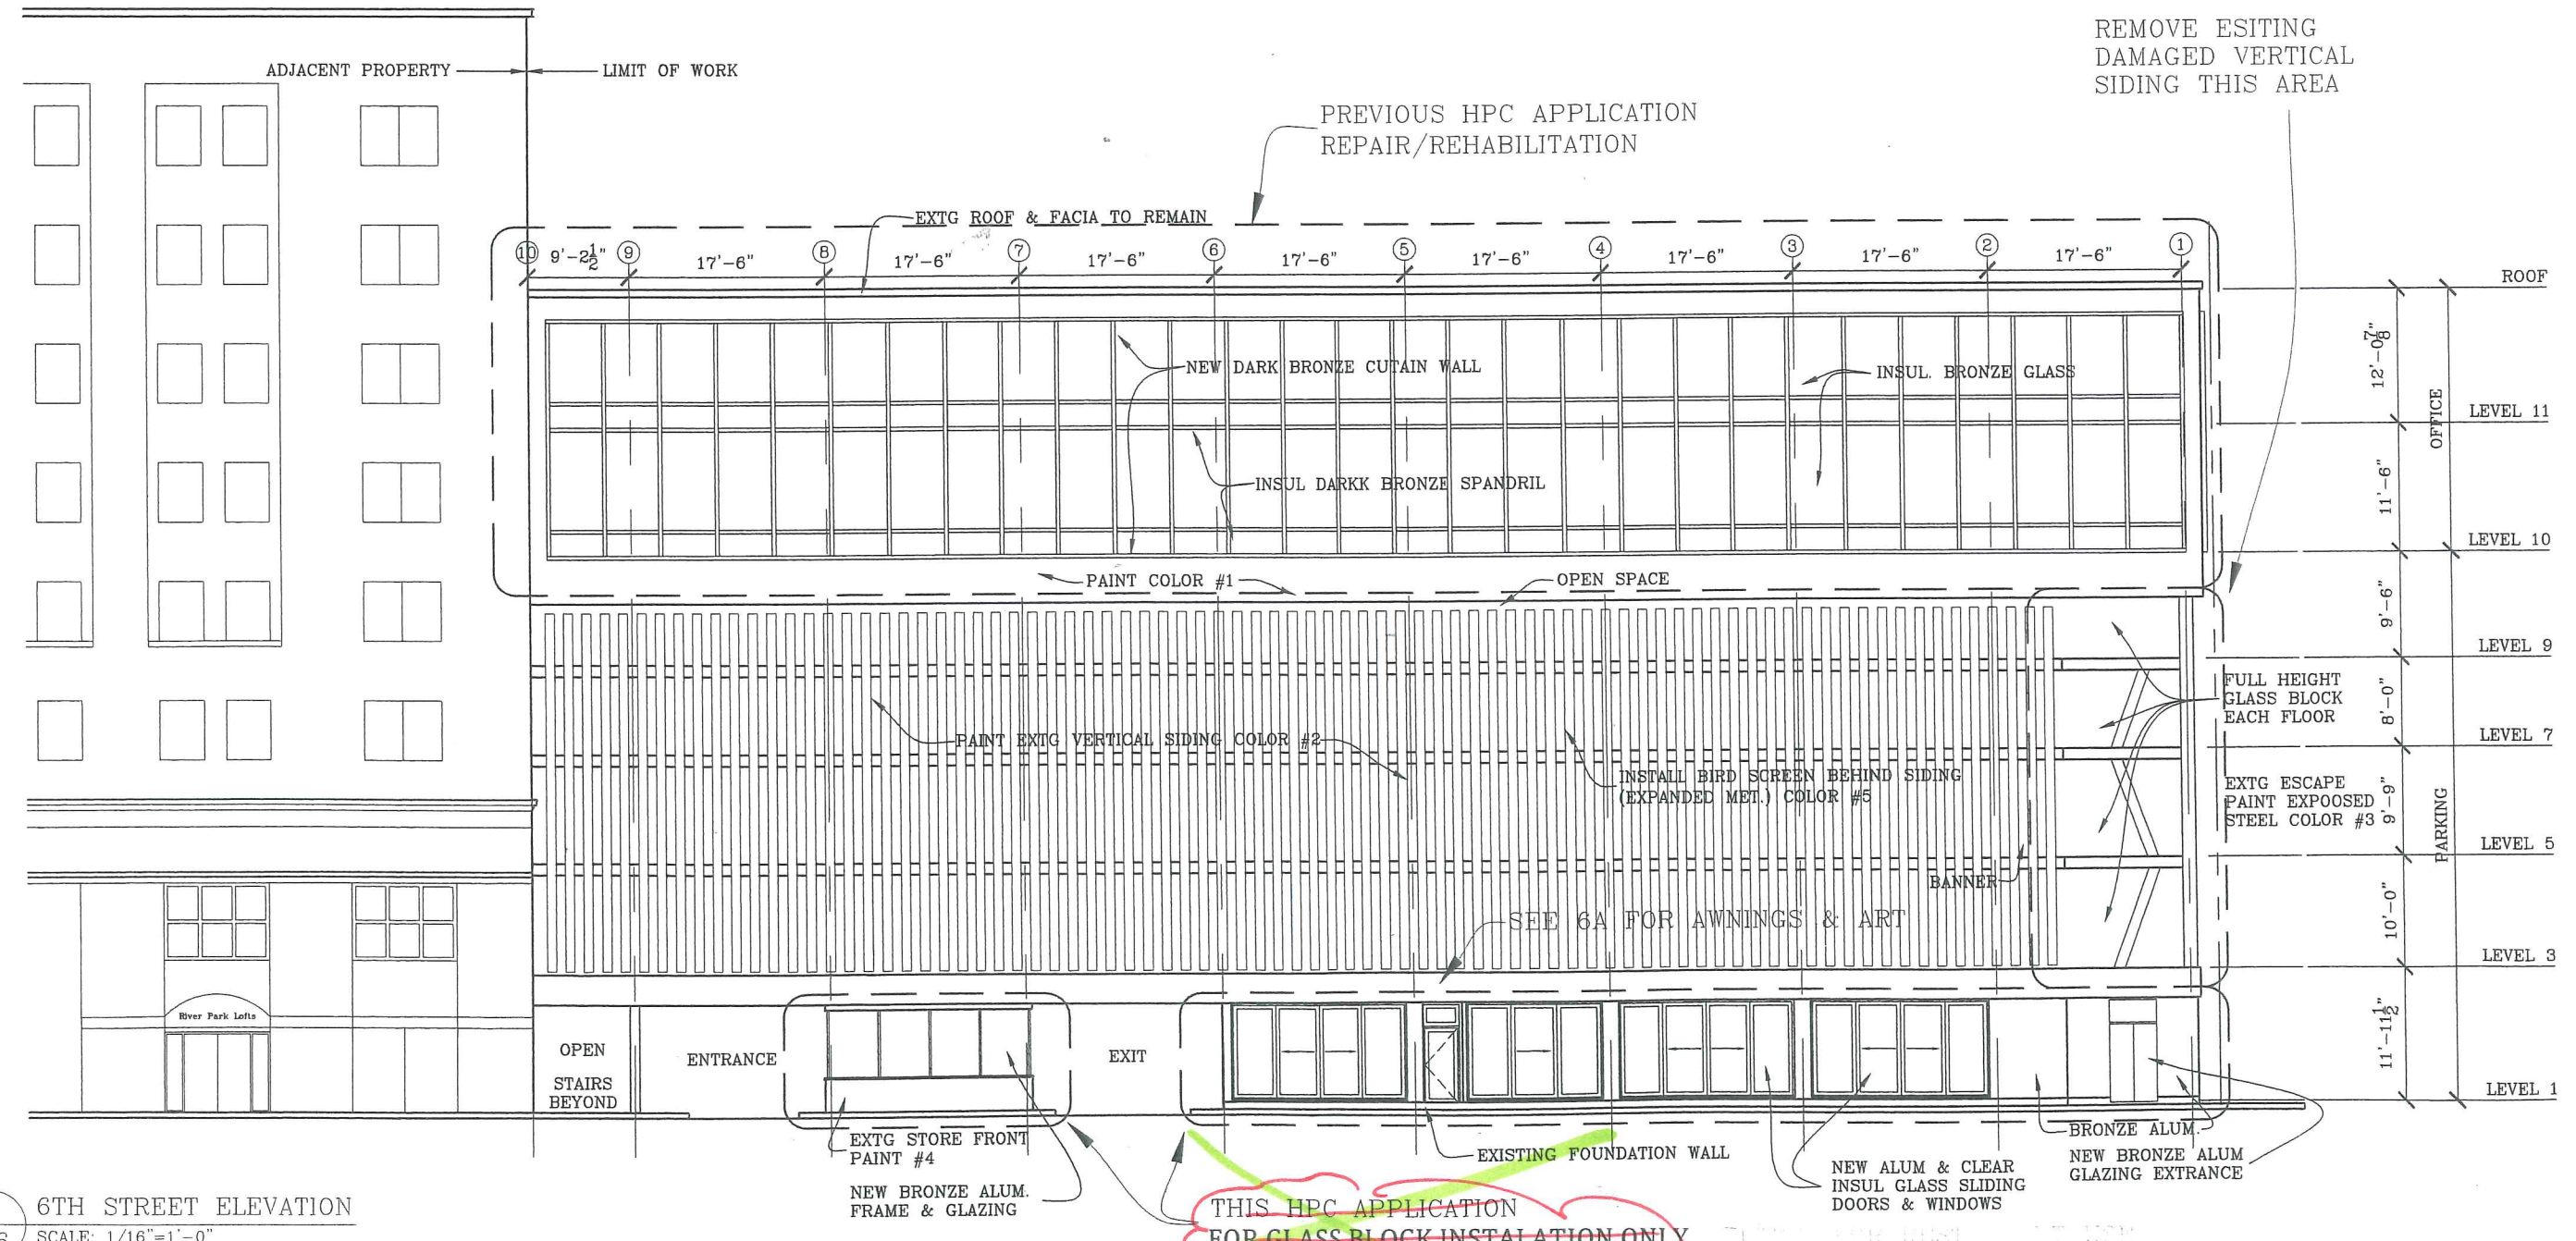 REMOVE ESITING
DAMAGED VERTICAL
SIDING THIS AREA
ADJACENT PROPERTY
LIMIT OF WORK
PREVIOUS HPC APPLICATION
REPAIR/REHABILITATION
EXTG ROOF & FACIA TO REMAIN
10 9'-2½" 9 17'-6" 8 17'-6" 7 17'-6" 6 17'-6" 5 17'-6" 4 17'-6" 3 17'-6" 2 17'-6" 1
ROOF
12'-0⅞"
NEW DARK BRONZE CUTAIN WALL
INSUL. BRONZE GLASS
LEVEL 11
OFFICE
INSUL DARKK BRONZE SPANDRIL
11'-6"
LEVEL 10
PAINT COLOR #1
OPEN SPACE
9'-6"
LEVEL 9
FULL HEIGHT
GLASS BLOCK
EACH FLOOR
8'-0"
LEVEL 7
PAINT EXTG VERTICAL SIDING COLOR #2
INSTALL BIRD SCREEN BEHIND SIDING
(EXPANDED MET.) COLOR #5
EXTG ESCAPE
PAINT EXPOOSED
STEEL COLOR #3
9'-9"
PARKING
LEVEL 5
BANNER
SEE 6A FOR AWNINGS & ART
10'-0"
LEVEL 3
River Park Lofts
OPEN
STAIRS
BEYOND
ENTRANCE
EXIT
11'-11½"
LEVEL 1
EXTG STORE FRONT
PAINT #4
NEW BRONZE ALUM.
FRAME & GLAZING
EXISTING FOUNDATION WALL
NEW ALUM & CLEAR
INSUL GLASS SLIDING
DOORS & WINDOWS
BRONZE ALUM.
NEW BRONZE ALUM
GLAZING EXTRANCE
6TH STREET ELEVATION
SCALE: 1/16"=1'-0"
THIS HPC APPLICATION
FOR GLASS BLOCK INSTALATION ONLY